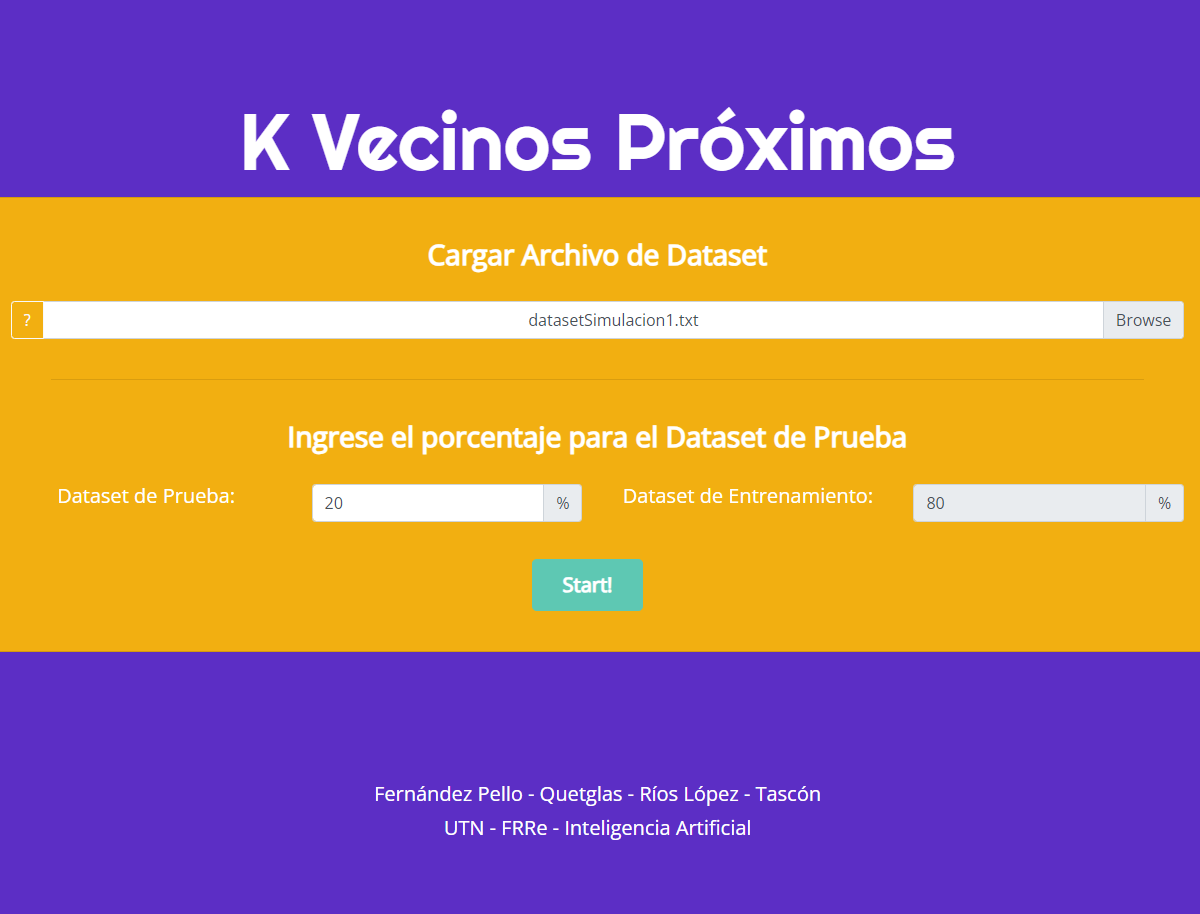 K Vecinos Próximos
Cargar Archivo de Dataset
? datasetSimulacion1.txt Browse
Ingrese el porcentaje para el Dataset de Prueba
Dataset de Prueba: 20 % Dataset de Entrenamiento: 80 %
Start!
Fernández Pello - Quetglas - Ríos López - Tascón
UTN - FRRe - Inteligencia Artificial